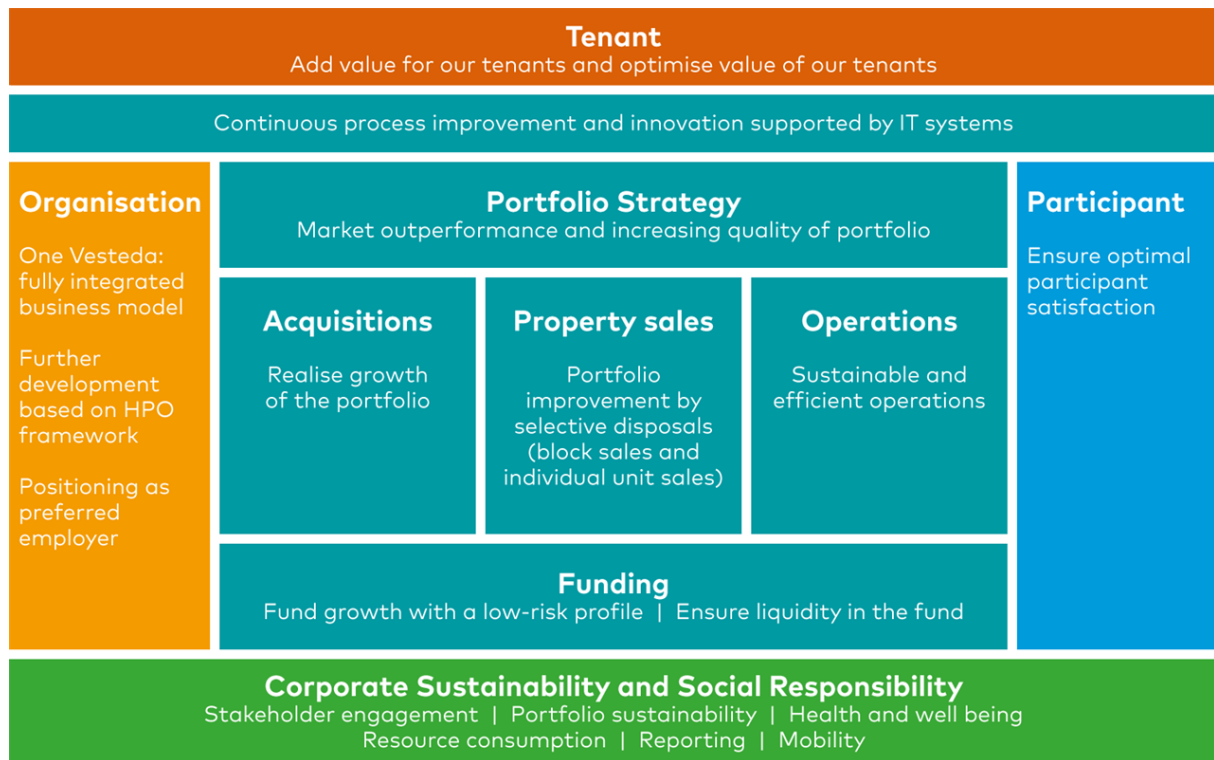 Tenant
Add value for our tenants and optimise value of our tenants
Continuous process improvement and innovation supported by IT systems
Organisation
One Vesteda:
fully integrated
business model
Further
development
based on HPO
framework
Positioning as
preferred
employer
Portfolio Strategy
Market outperformance and increasing quality of portfolio
Acquisitions
Realise growth
of the portfolio
Property sales
Portfolio
improvement by
selective disposals
(block sales and
individual unit sales)
Operations
Sustainable and
efficient operations
Funding
Fund growth with a low-risk profile | Ensure liquidity in the fund
Participant
Ensure optimal
participant
satisfaction
Corporate Sustainability and Social Responsibility
Stakeholder engagement | Portfolio sustainability | Health and well being
Resource consumption | Reporting | Mobility